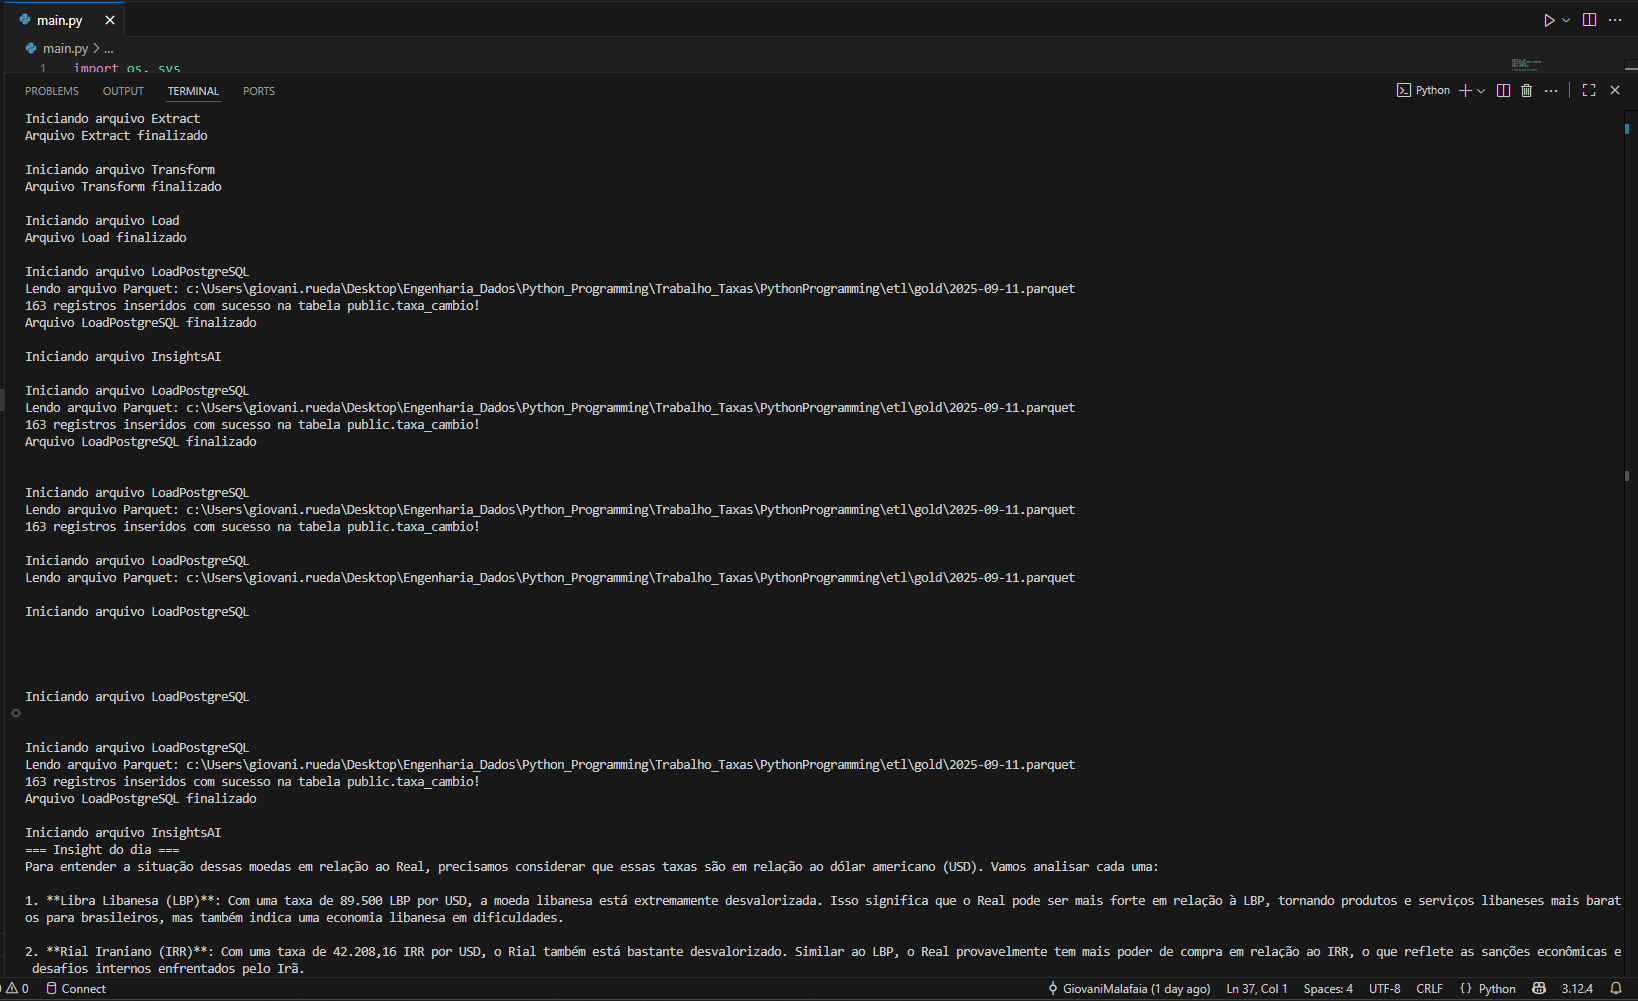 main.py
main.py > ...
1 import os, sys
PROBLEMS OUTPUT TERMINAL PORTS
Python
Iniciando arquivo Extract
Arquivo Extract finalizado
Iniciando arquivo Transform
Arquivo Transform finalizado
Iniciando arquivo Load
Arquivo Load finalizado
Iniciando arquivo LoadPostgreSQL
Lendo arquivo Parquet: c:\Users\giovani.rueda\Desktop\Engenharia_Dados\Python_Programming\Trabalho_Taxas\PythonProgramming\etl\gold\2025-09-11.parquet
163 registros inseridos com sucesso na tabela public.taxa_cambio!
Arquivo LoadPostgreSQL finalizado
Iniciando arquivo InsightsAI
Iniciando arquivo LoadPostgreSQL
Lendo arquivo Parquet: c:\Users\giovani.rueda\Desktop\Engenharia_Dados\Python_Programming\Trabalho_Taxas\PythonProgramming\etl\gold\2025-09-11.parquet
163 registros inseridos com sucesso na tabela public.taxa_cambio!
Arquivo LoadPostgreSQL finalizado
Iniciando arquivo LoadPostgreSQL
Lendo arquivo Parquet: c:\Users\giovani.rueda\Desktop\Engenharia_Dados\Python_Programming\Trabalho_Taxas\PythonProgramming\etl\gold\2025-09-11.parquet
163 registros inseridos com sucesso na tabela public.taxa_cambio!
Iniciando arquivo LoadPostgreSQL
Lendo arquivo Parquet: c:\Users\giovani.rueda\Desktop\Engenharia_Dados\Python_Programming\Trabalho_Taxas\PythonProgramming\etl\gold\2025-09-11.parquet
Iniciando arquivo LoadPostgreSQL
Iniciando arquivo LoadPostgreSQL
Iniciando arquivo LoadPostgreSQL
Lendo arquivo Parquet: c:\Users\giovani.rueda\Desktop\Engenharia_Dados\Python_Programming\Trabalho_Taxas\PythonProgramming\etl\gold\2025-09-11.parquet
163 registros inseridos com sucesso na tabela public.taxa_cambio!
Arquivo LoadPostgreSQL finalizado
Iniciando arquivo InsightsAI
=== Insight do dia ===
Para entender a situação dessas moedas em relação ao Real, precisamos considerar que essas taxas são em relação ao dólar americano (USD). Vamos analisar cada uma:
1. **Libra Libanesa (LBP)**: Com uma taxa de 89.500 LBP por USD, a moeda libanesa está extremamente desvalorizada. Isso significa que o Real pode ser mais forte em relação à LBP, tornando produtos e serviços libaneses mais barat
os para brasileiros, mas também indica uma economia libanesa em dificuldades.
2. **Rial Iraniano (IRR)**: Com uma taxa de 42.208,16 IRR por USD, o Rial também está bastante desvalorizado. Similar ao LBP, o Real provavelmente tem mais poder de compra em relação ao IRR, o que reflete as sanções econômicas e
desafios internos enfrentados pelo Irã.
0 Connect GiovaniMalafaia (1 day ago) Ln 37, Col 1 Spaces: 4 UTF-8 CRLF {} Python 3.12.4